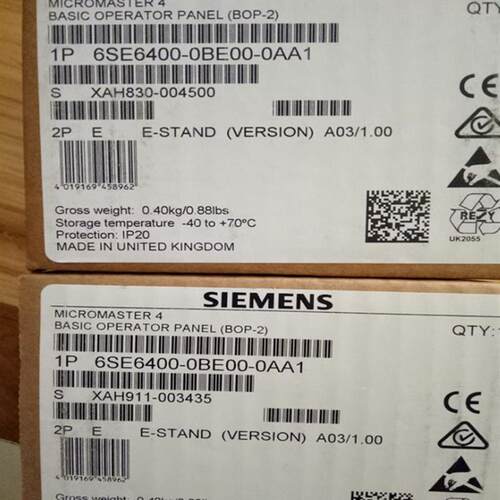 MICROMASTER 4
BASIC OPERATOR PANEL (BOP-2)
QTY
1P 6SE6400-0BE00-0AA1
S XAH830-004500
2P E E-STAND (VERSION) A03/1.00
4 019169 458962
Gross weight: 0.40kg/0.88lbs
Storage temperature -40 to +70°C
Protection: IP20
MADE IN UNITED KINGDOM
RE2Y
UK2055
SIEMENS
MICROMASTER 4
BASIC OPERATOR PANEL (BOP-2)
QTY:
1P 6SE6400-0BE00-0AA1
S XAH911-003435
2P E E-STAND (VERSION) A03/1.00
4 019169 458962
Gross weight: